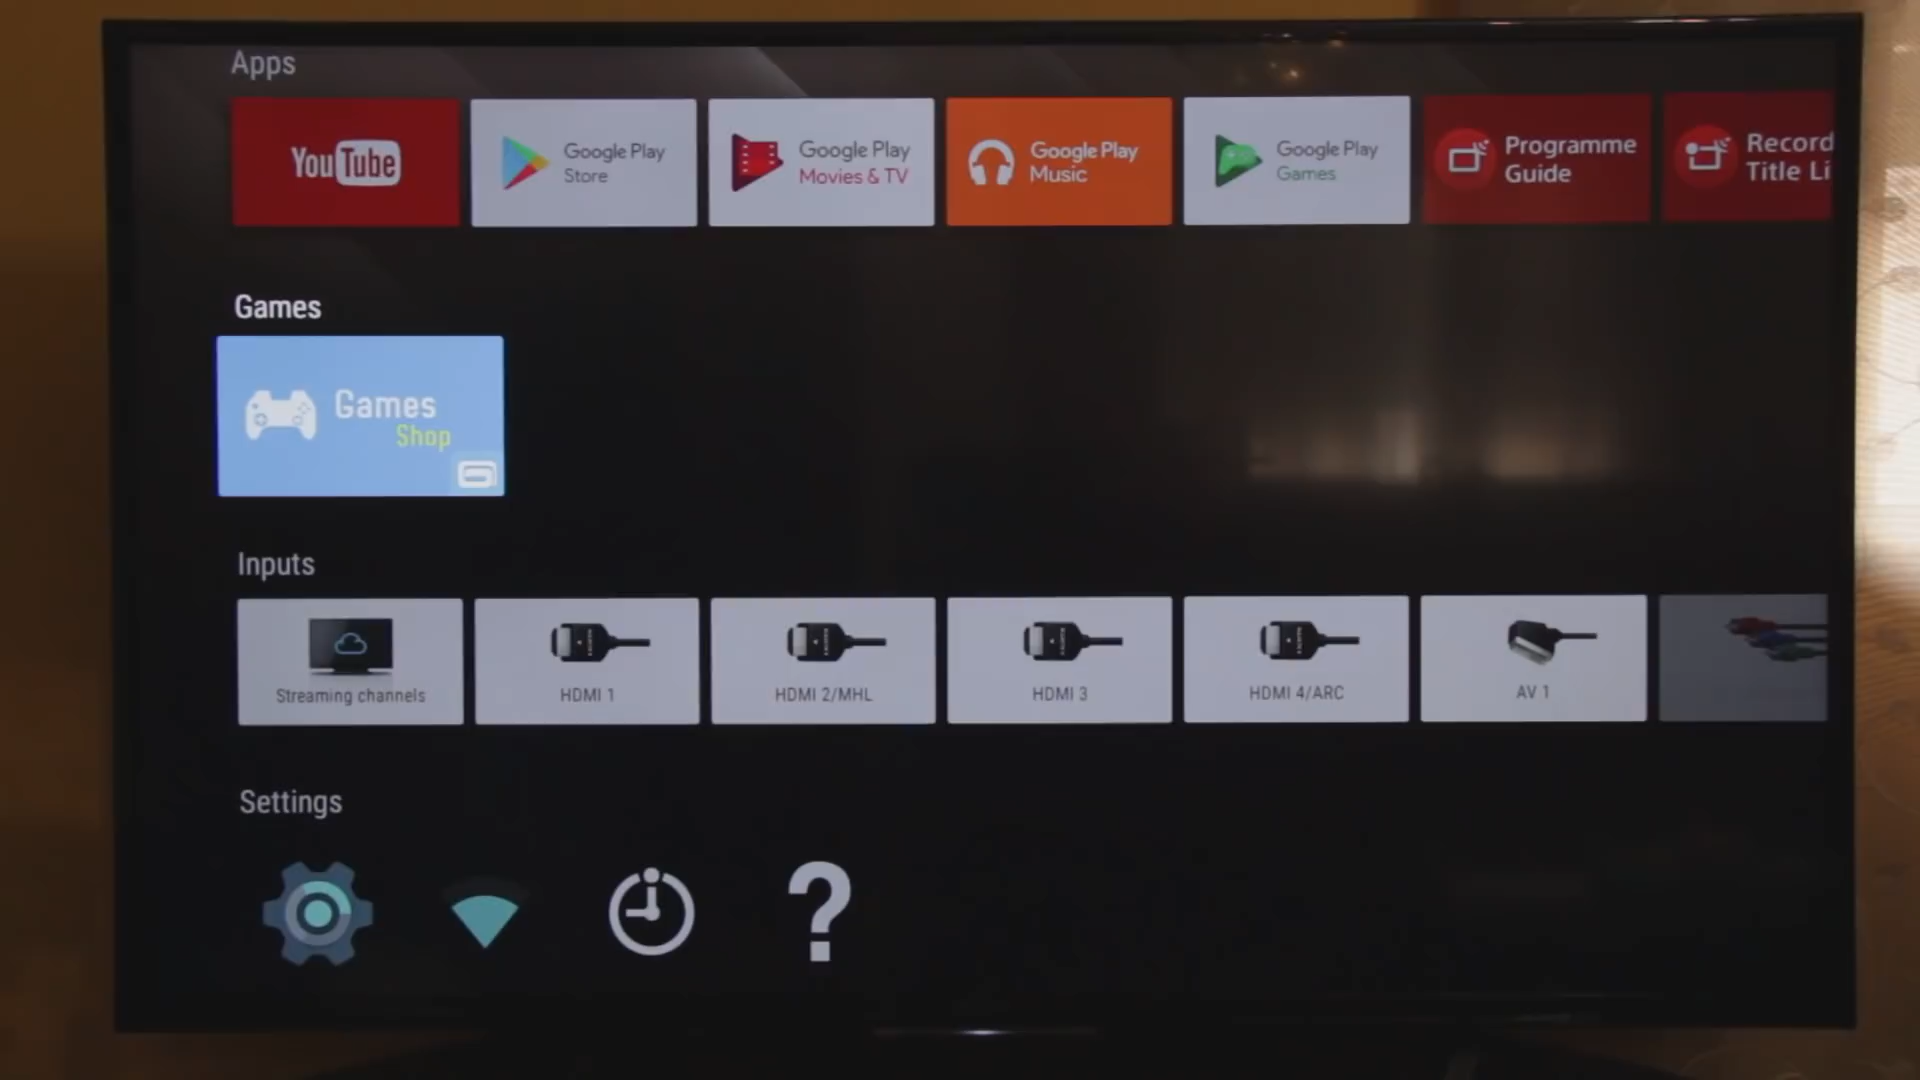 Apps
YouTube
Google Play
Store
Google Play
Movies & TV
Google Play
Music
Google Play
Games
Programme
Guide
Record
Title Li
Games
Games
Shop
Inputs
Streaming channels
HDMI 1
HDMI 2/MHL
HDMI 3
HDMI 4/ARC
AV 1
Settings